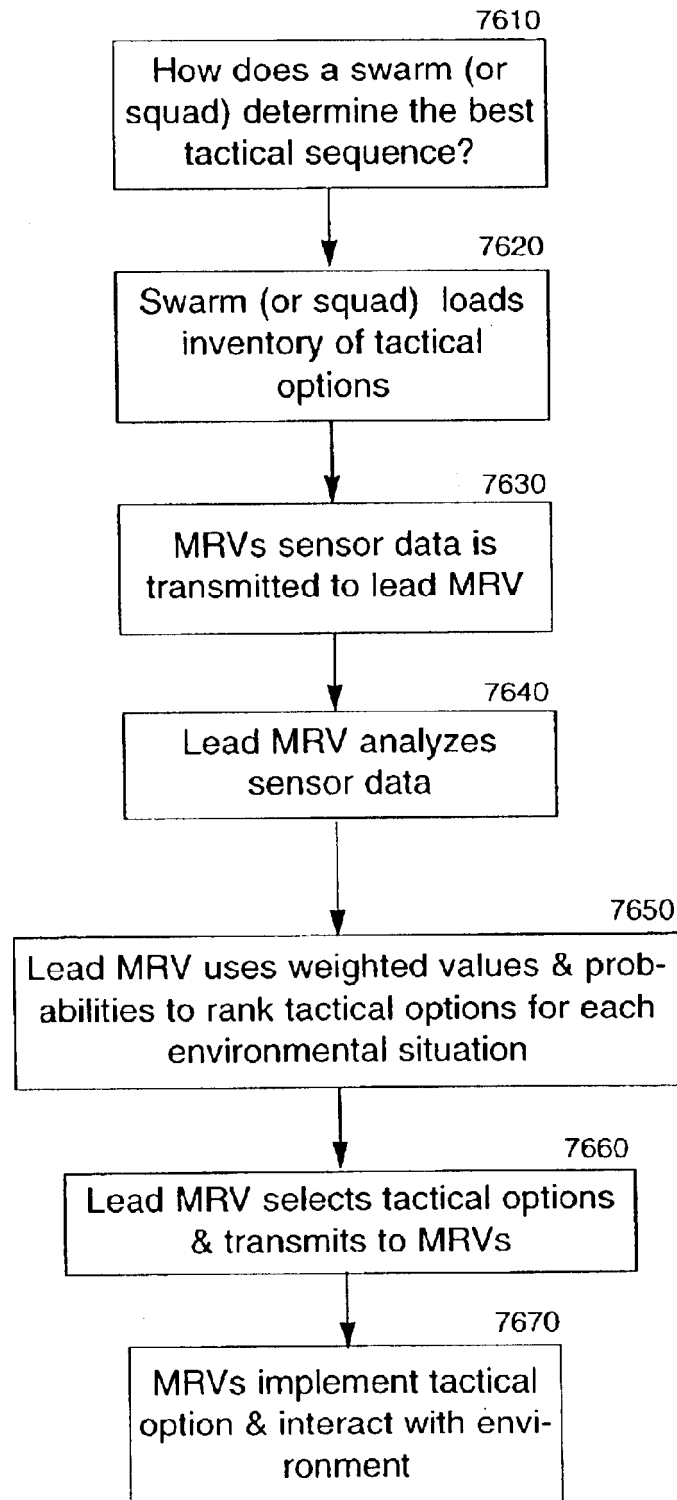 7610
How does a swarm (or
squad) determine the best
tactical sequence?
7620
Swarm (or squad) loads
inventory of tactical
options
7630
MRVs sensor data is
transmitted to lead MRV
7640
Lead MRV analyzes
sensor data
7650
Lead MRV uses weighted values & prob-
abilities to rank tactical options for each
environmental situation
7660
Lead MRV selects tactical options
& transmits to MRVs
7670
MRVs implement tactical
option & interact with envi-
ronment